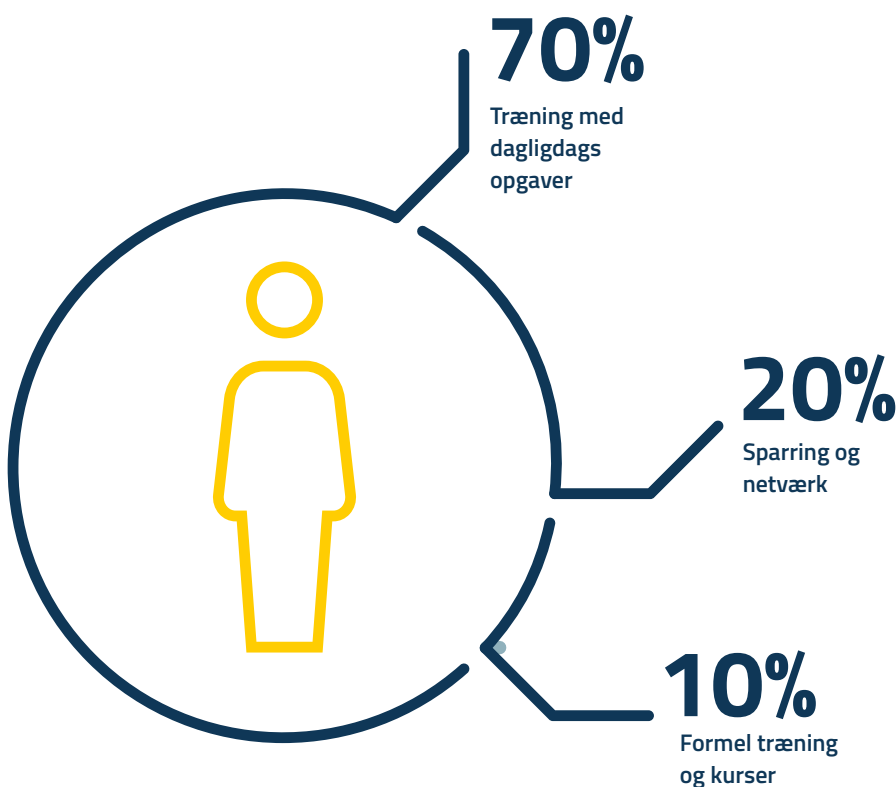 70%
Træning med
dagligdags
opgaver
20%
Sparring og
netværk
10%
Formel træning
og kurser